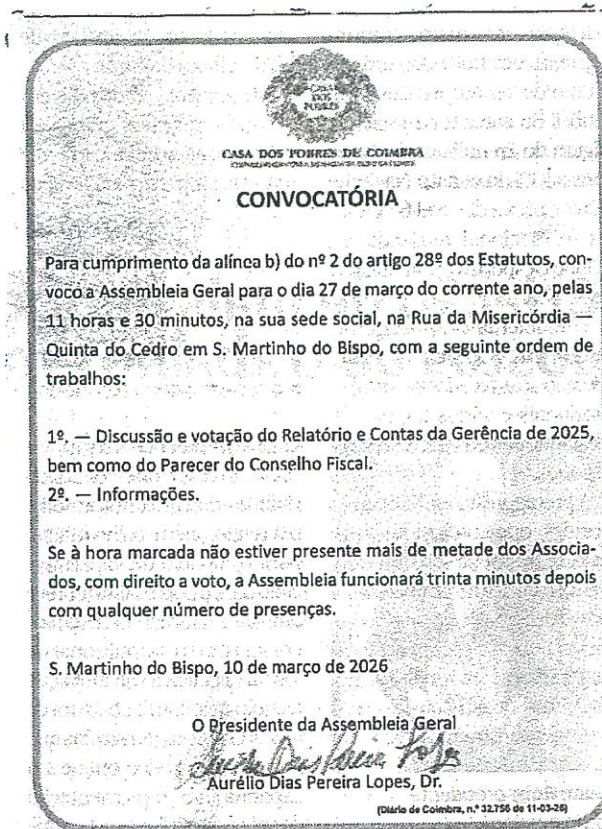 CASA
DOS
POBRES
CASA DOS POBRES DE COIMBRA
CONVOCATÓRIA
Para cumprimento da alínea b) do nº 2 do artigo 28º dos Estatutos, con-
voco a Assembleia Geral para o dia 27 de março do corrente ano, pelas
11 horas e 30 minutos, na sua sede social, na Rua da Misericórdia —
Quinta do Cedro em S. Martinho do Bispo, com a seguinte ordem de
trabalhos:
1º. — Discussão e votação do Relatório e Contas da Gerência de 2025,
bem como do Parecer do Conselho Fiscal.
2º. — Informações.
Se à hora marcada não estiver presente mais de metade dos Associa-
dos, com direito a voto, a Assembleia funcionará trinta minutos depois
com qualquer número de presenças.
S. Martinho do Bispo, 10 de março de 2026
O Presidente da Assembleia Geral
Aurélio Dias Pereira Lopes, Dr.
(Diário de Coimbra, n.º 32.756 de 11-03-26)